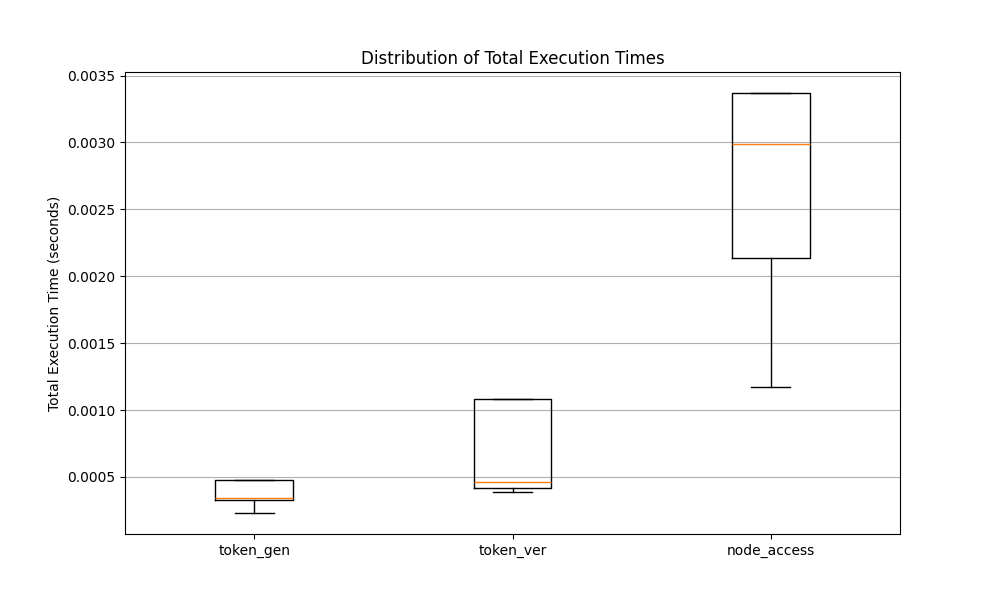 Distribution of Total Execution Times
Total Execution Time (seconds)
0.0035
0.0030
0.0025
0.0020
0.0015
0.0010
0.0005
token_gen
token_ver
node_access